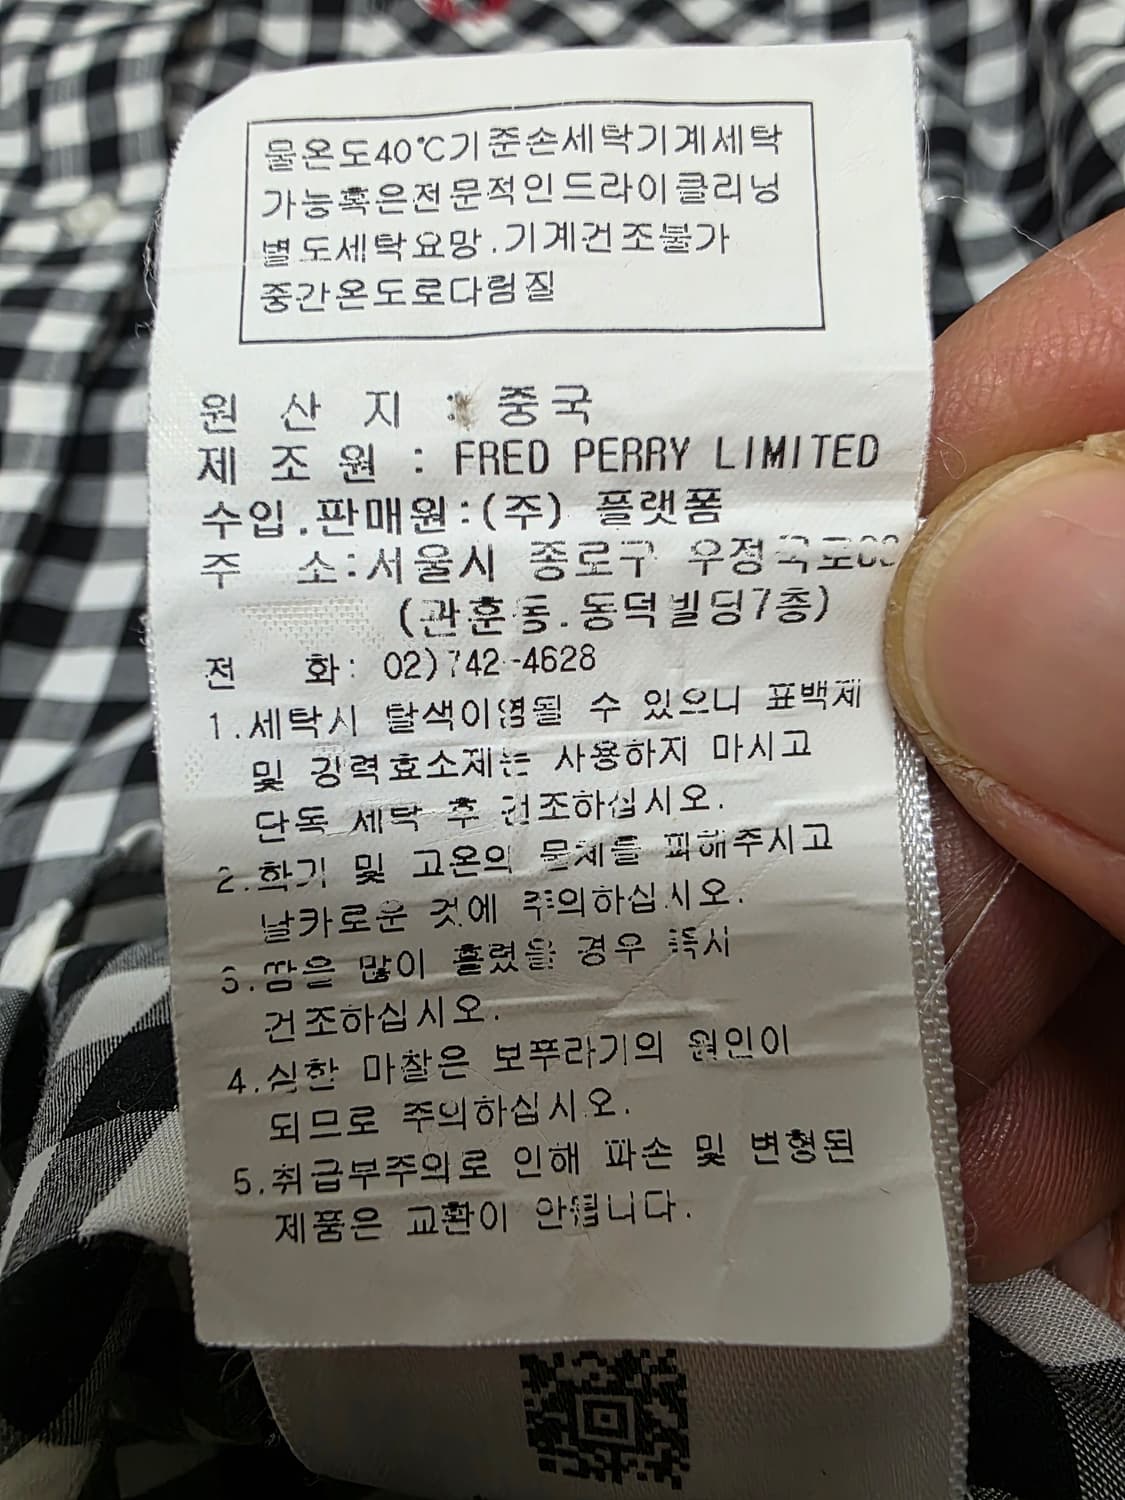 물온도40℃기준손세탁기계세탁
가능혹은전문적인드라이클리닝
별도세탁요망.기계건조불가
중간온도로다림질
원 산 지 : 중국
제 조 원 : FRED PERRY LIMITED
수입.판매원:(주) 플랫폼
주 소:서울시 종로구
(관훈동.동덕빌딩7층)
전 화: 02)742-4628
1.세탁시 탈색이염될 수 있으니 표백제
및 강력효소제는 사용하지 마시고
단독 세탁 후 건조하십시오.
2.화기 및 고온의 물체를 피해주시고
날카로운 것에 주의하십시오.
3.땀을 많이 흘렸을 경우 즉시
건조하십시오.
4.심한 마찰은 보푸라기의 원인이
되므로 주의하십시오.
5.취급부주의로 인해 파손 및 변형된
제품은 교환이 안됩니다.